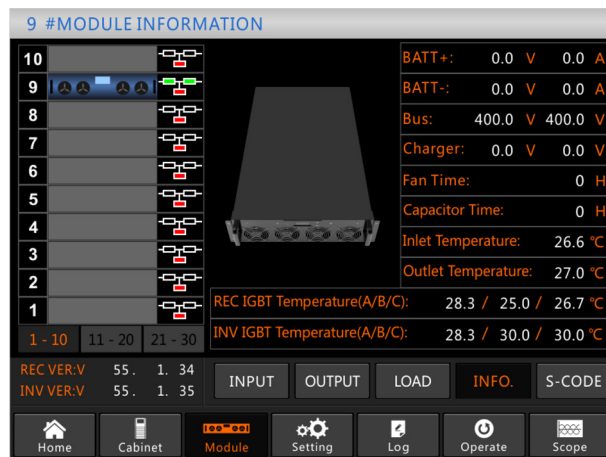 9 #MODULE INFORMATION
10
9
8
7
6
5
4
3
2
1
1 - 10 11 - 20 21 - 30
BATT+: 0.0 V 0.0 A
BATT-: 0.0 V 0.0 A
Bus: 400.0 V 400.0 V
Charger: 0.0 V 0.0 V
Fan Time: 0 H
Capacitor Time: 0 H
Inlet Temperature: 26.6 ℃
Outlet Temperature: 27.0 ℃
REC IGBT Temperature(A/B/C): 28.3 / 25.0 / 26.7 ℃
INV IGBT Temperature(A/B/C): 28.3 / 30.0 / 30.0 ℃
REC VER:V 55. 1. 34
INV VER:V 55. 1. 35
INPUT OUTPUT LOAD INFO. S-CODE
Home Cabinet Module Setting Log Operate Scope